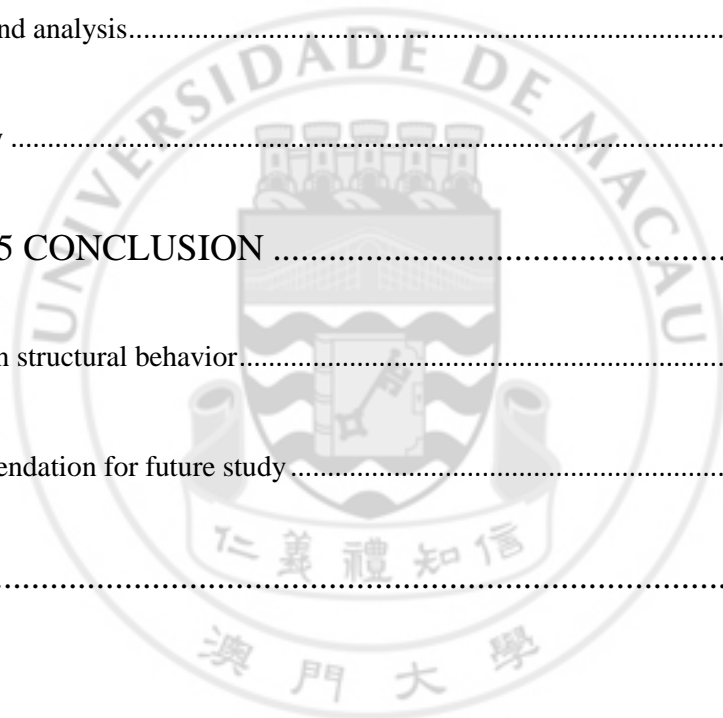 nd analysis..........................................................................................
UNIVERSIDADE DE MACAU
..........................................................................................................
5 CONCLUSION ..........................................................
n structural behavior......................................................................
endation for future study..............................................................
仁義禮知信
.................................................................................................
澳門大學